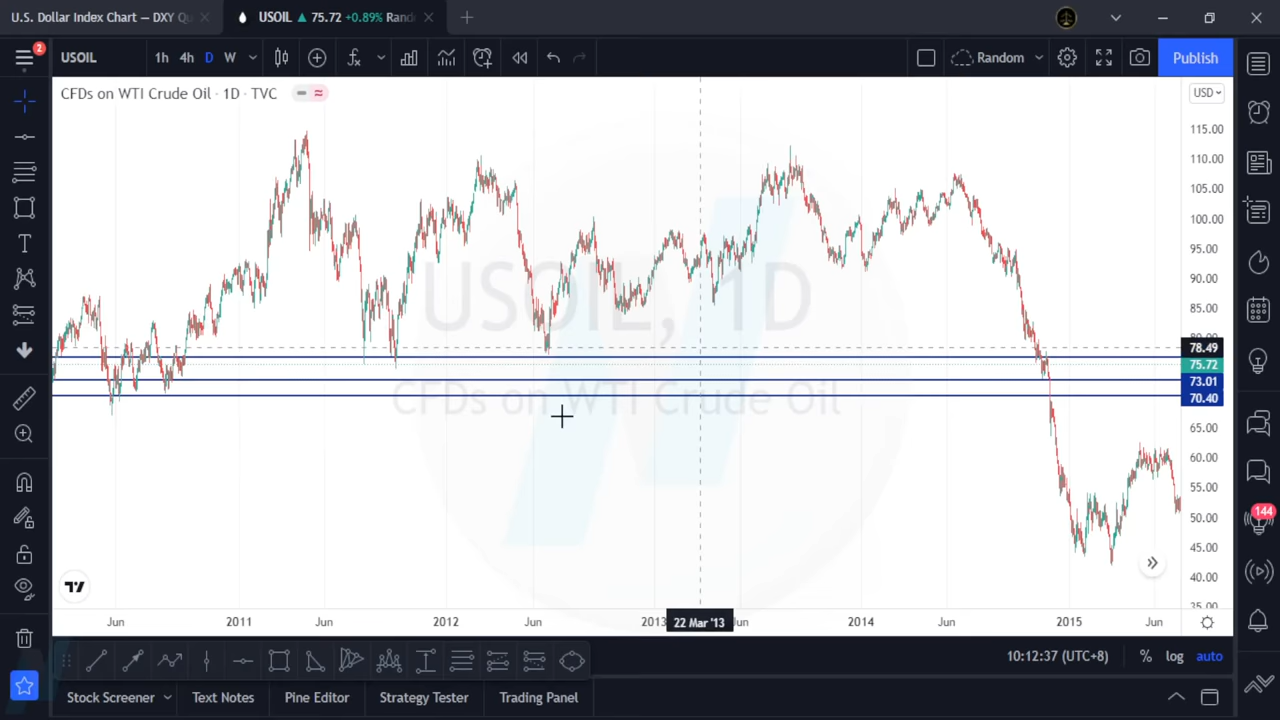 U.S. Dollar Index Chart — DXY Qu
USOIL ▲ 75.72 +0.89% Rand
2
USOIL
1h 4h D W
Random
Publish
CFDs on WTI Crude Oil · 1D · TVC
USD
115.00
110.00
105.00
100.00
95.00
90.00
85.00
80.00
78.49
75.72
73.01
70.40
65.00
60.00
55.00
50.00
45.00
40.00
35.00
USOIL, 1D
CFDs on WTI Crude Oil
144
Jun 2011 Jun 2012 Jun 2013 22 Mar '13 Jun 2014 Jun 2015 Jun
10:12:37 (UTC+8) % log auto
Stock Screener Text Notes Pine Editor Strategy Tester Trading Panel